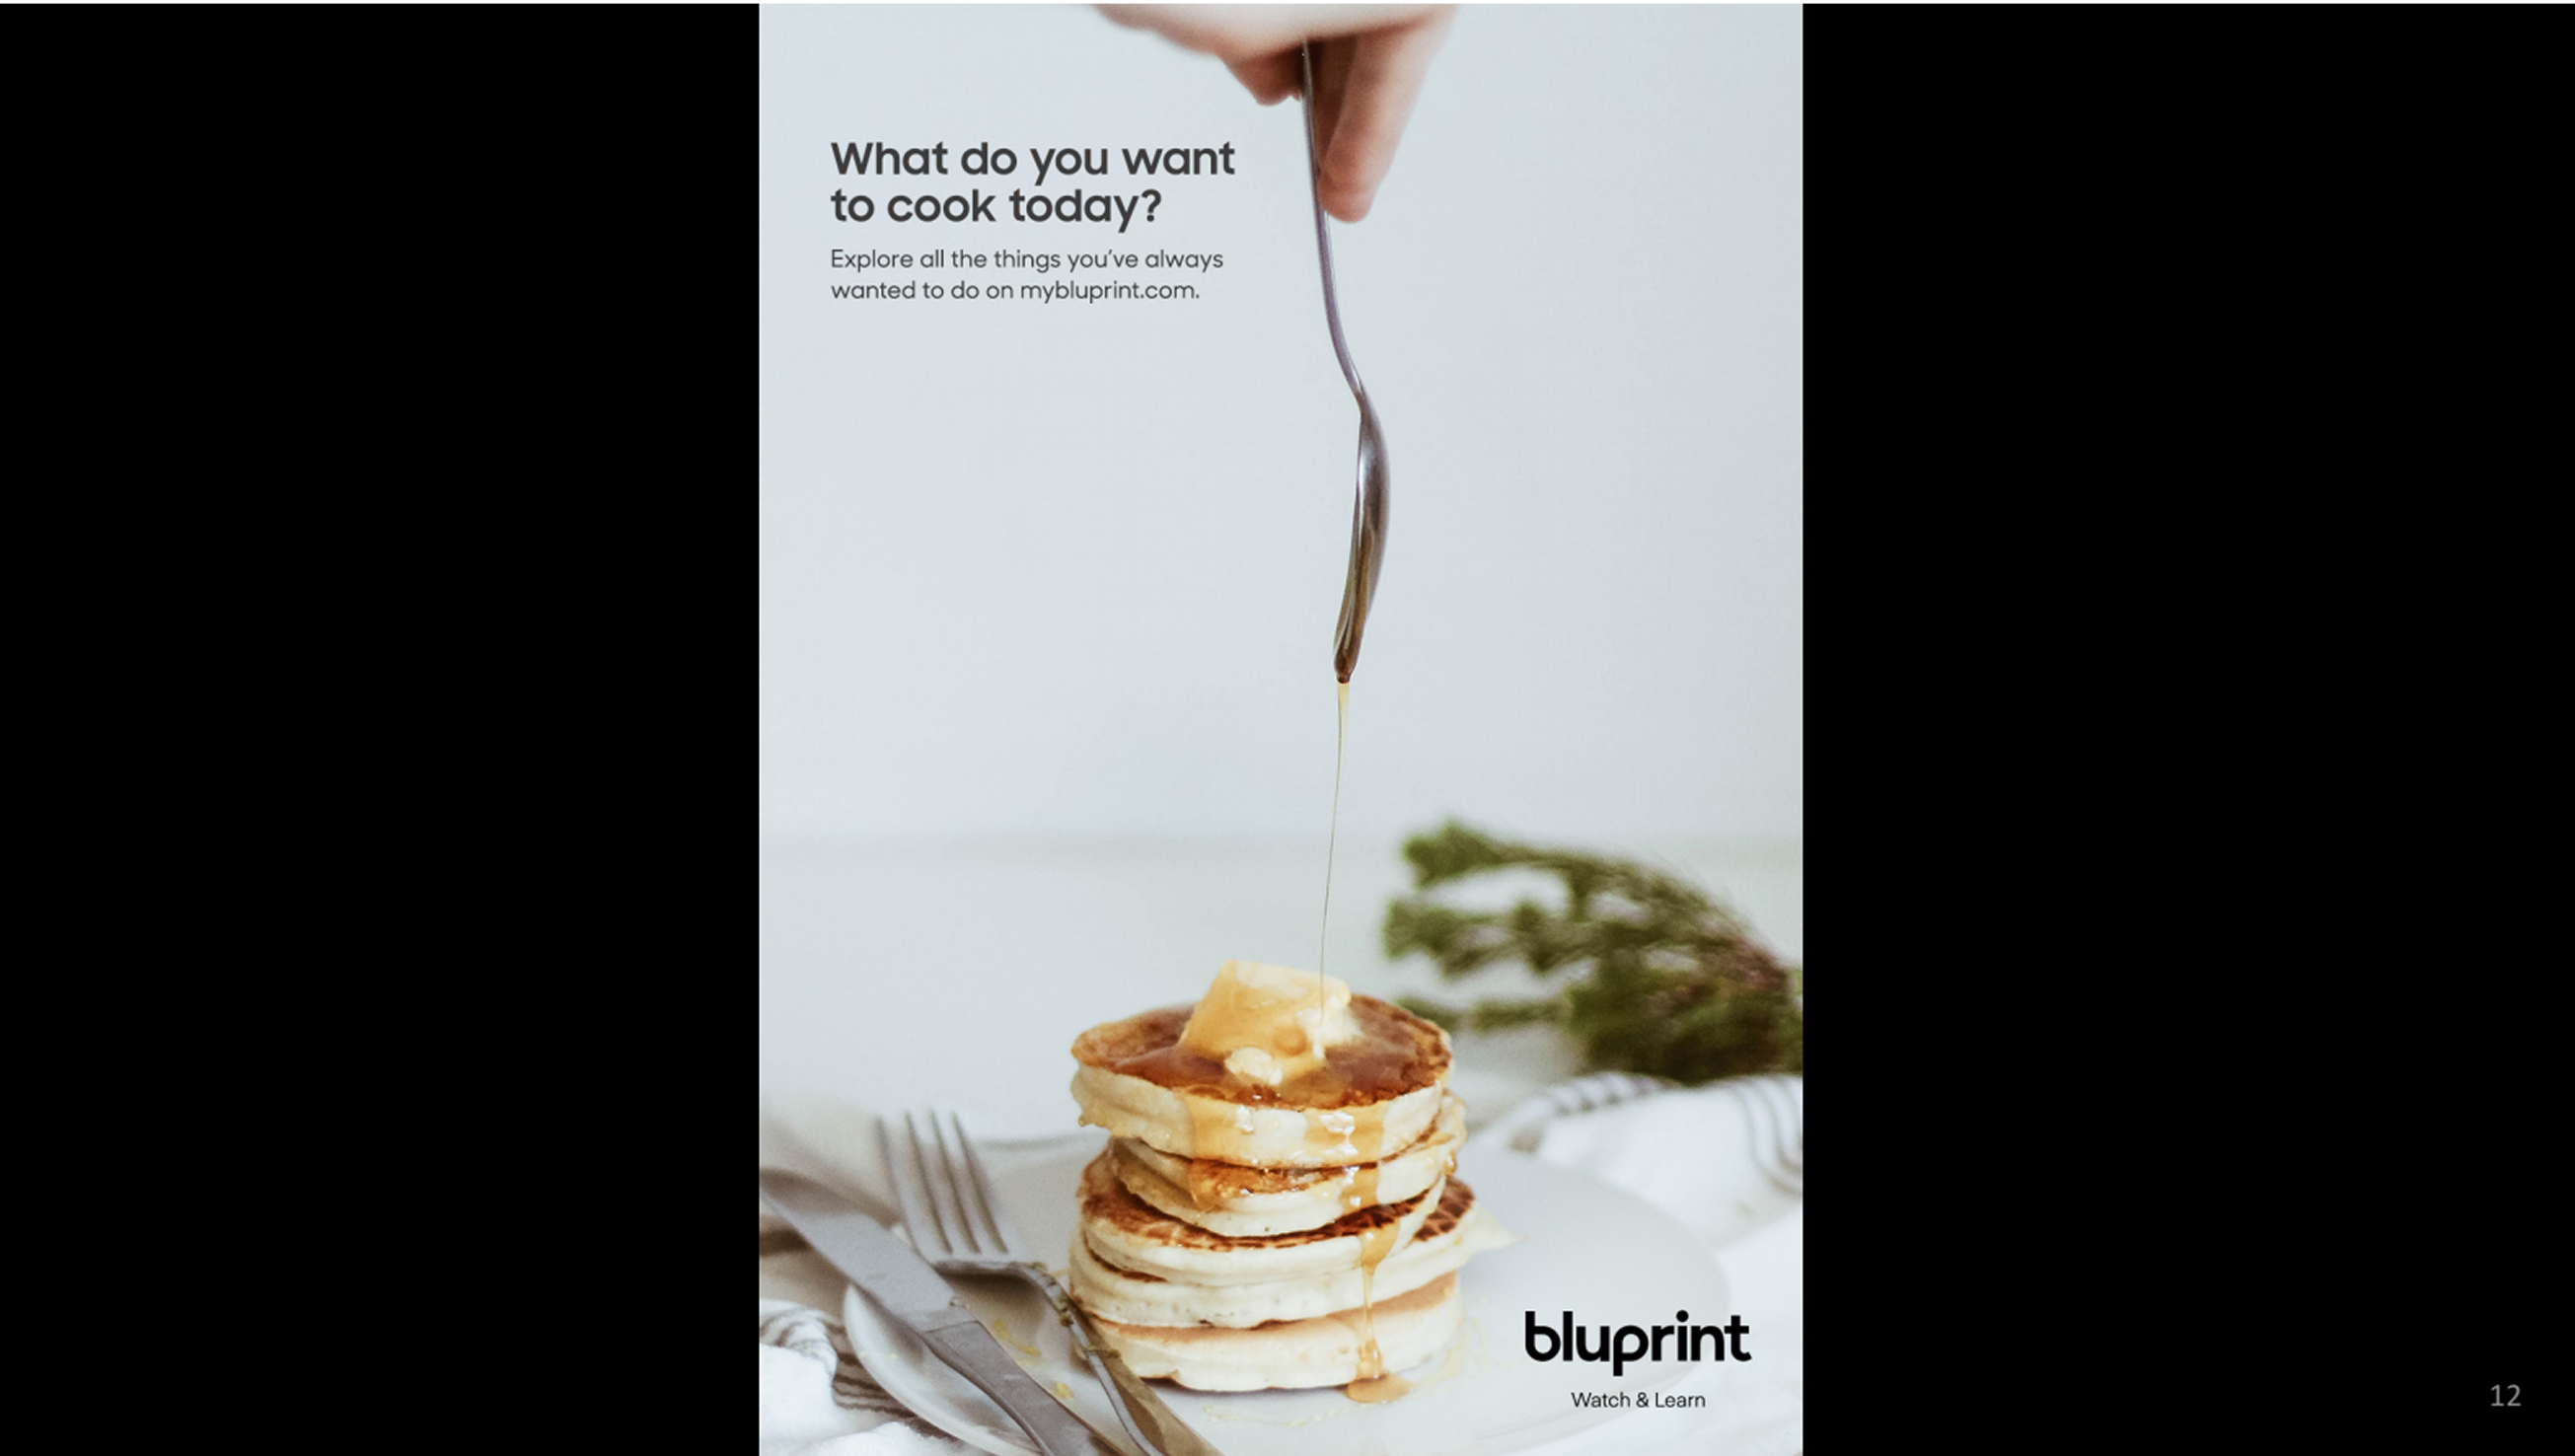 What do you want
to cook today?
Explore all the things you’ve always
wanted to do on mybluprint.com.
bluprint
Watch & Learn
12